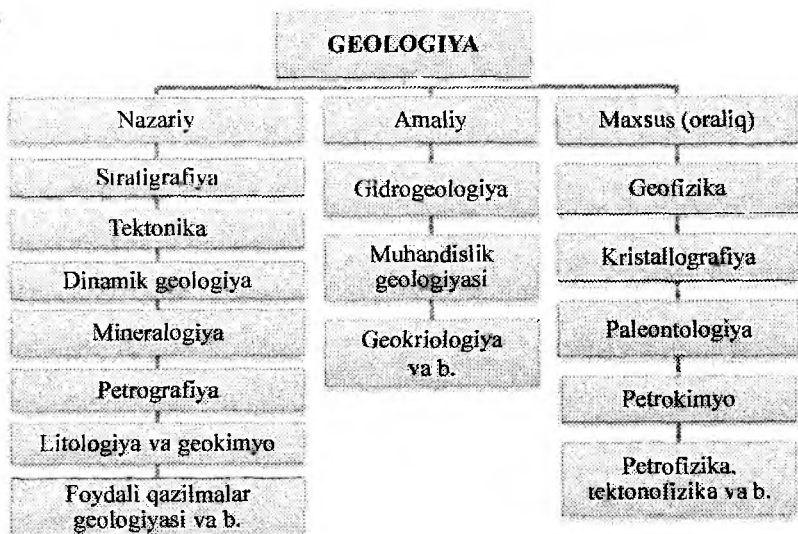 GEOLOGIYA
Nazariy
Straligrafiya
Tektonika
Dinamik geologiya
Mineralogiya
Petrografiya
Litologiya va geokimyo
Foydali qazilmalar
geologiyasi va b.
Amaliy
Gidrogeologiya
Muhandislik
geologiyasi
Geokriologiya
va b.
Maxsus (oraliq)
Geofizika
Kristallografiya
Paleontologiya
Petrokimyo
Petrofizika,
tektonofizika va b.